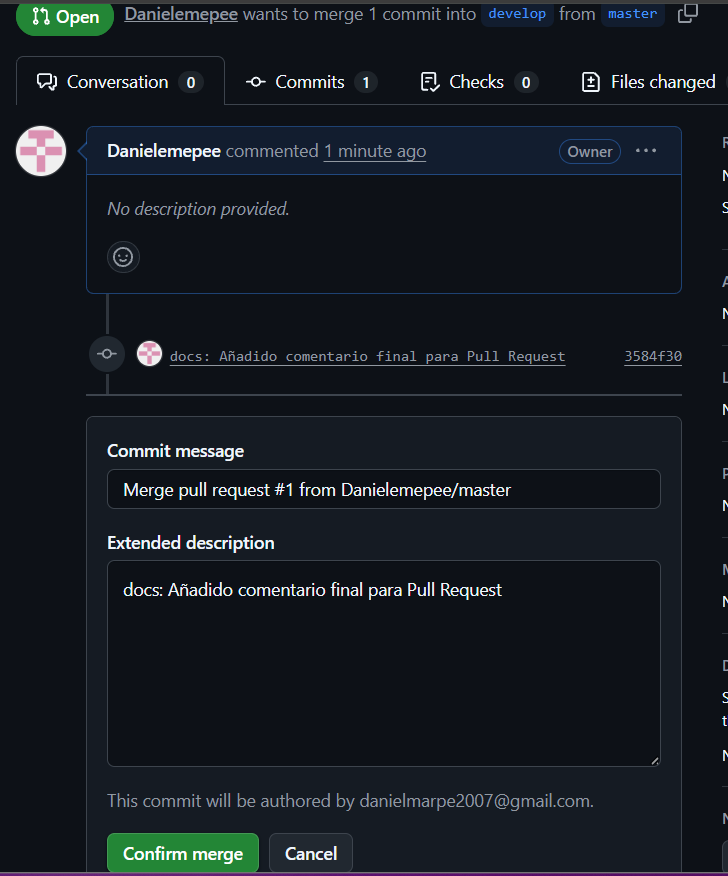 Open
Danielemepee wants to merge 1 commit into develop from master
Conversation 0
Commits 1
Checks 0
Files changed
Danielemepee commented 1 minute ago
Owner
No description provided.
docs: Añadido comentario final para Pull Request 3584f30
Commit message
Merge pull request #1 from Danielemepee/master
Extended description
docs: Añadido comentario final para Pull Request
This commit will be authored by danielmarpe2007@gmail.com.
Confirm merge
Cancel